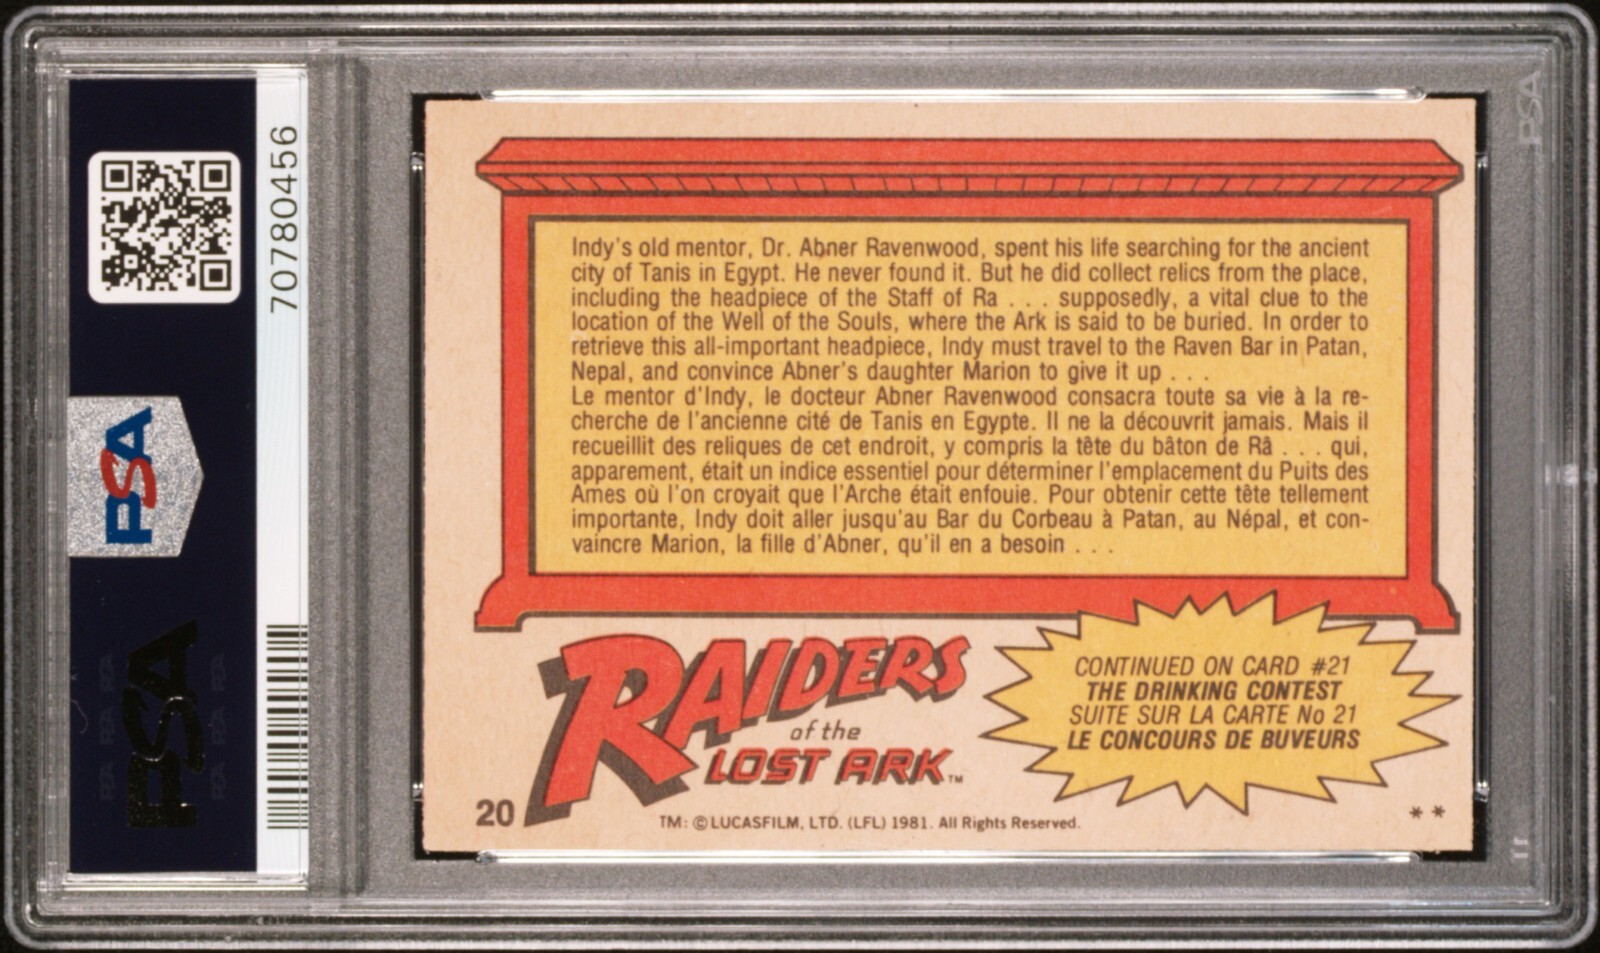 PSA
70780456
PSA
PSA
Indy's old mentor, Dr. Abner Ravenwood, spent his life searching for the ancient
city of Tanis in Egypt. He never found it. But he did collect relics from the place,
including the headpiece of the Staff of Ra . . . supposedly, a vital clue to the
location of the Well of the Souls, where the Ark is said to be buried. In order to
retrieve this all-important headpiece, Indy must travel to the Raven Bar in Patan,
Nepal, and convince Abner's daughter Marion to give it up . . .
Le mentor d'Indy, le docteur Abner Ravenwood consacra toute sa vie à la re-
cherche de l'ancienne cité de Tanis en Egypte. Il ne la découvrit jamais. Mais il
recueillit des reliques de cet endroit, y compris la tête du bâton de Râ . . . qui,
apparement, était un indice essentiel pour déterminer l'emplacement du Puits des
Ames où l'on croyait que l'Arche était enfouie. Pour obtenir cette tête tellement
importante, Indy doit aller jusqu'au Bar du Corbeau à Patan, au Népal, et con-
vaincre Marion, la fille d'Abner, qu'il en a besoin . . .
RAIDERS
of the
LOST ARK™
CONTINUED ON CARD #21
THE DRINKING CONTEST
SUITE SUR LA CARTE No 21
LE CONCOURS DE BUVEURS
20
TM: © LUCASFILM, LTD. (LFL) 1981. All Rights Reserved.
* *
PSA